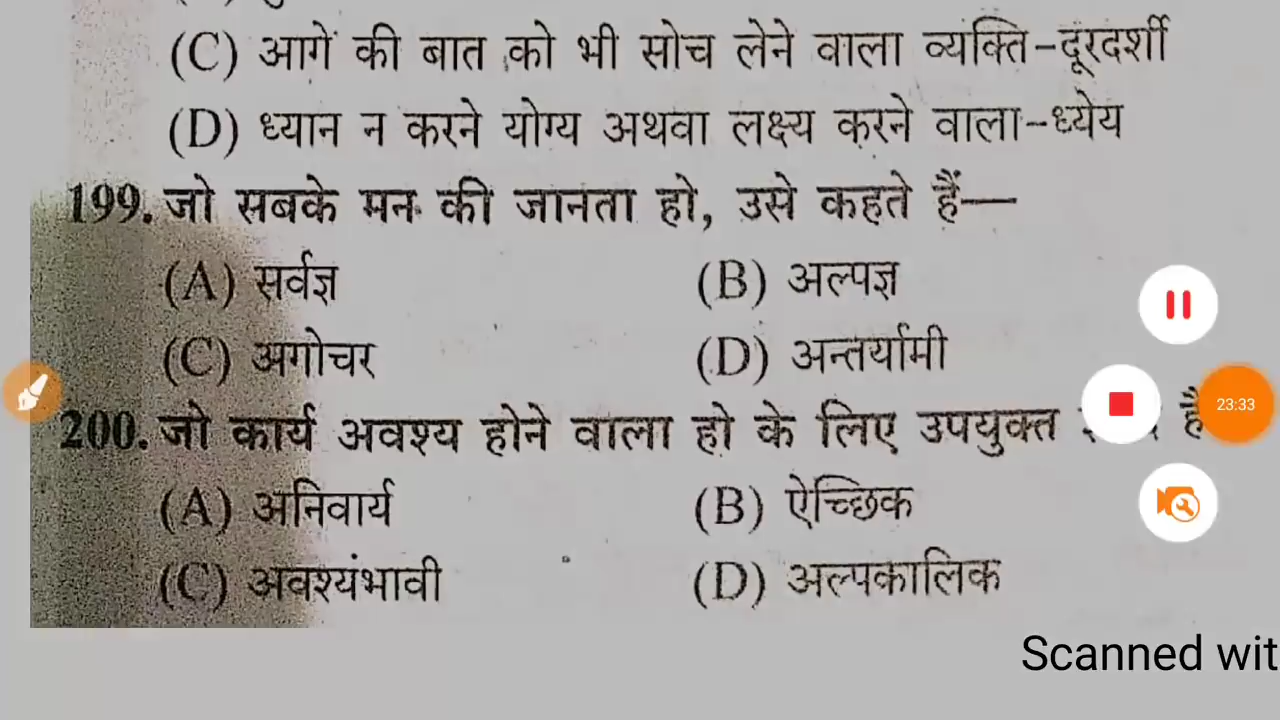 (C) आगे की बात को भी सोच लेने वाला व्यक्ति-दूरदर्शी
(D) ध्यान न करने योग्य अथवा लक्ष्य करने वाला-ध्येय
199. जो सबके मन की जानता हो, उसे कहते हैं—
(A) सर्वज्ञ (B) अल्पज्ञ
(C) अगोचर (D) अन्तर्यामी
200. जो कार्य अवश्य होने वाला हो के लिए उपयुक्त है
23:33
(A) अनिवार्य (B) ऐच्छिक
(C) अवश्यंभावी (D) अल्पकालिक
Scanned wit